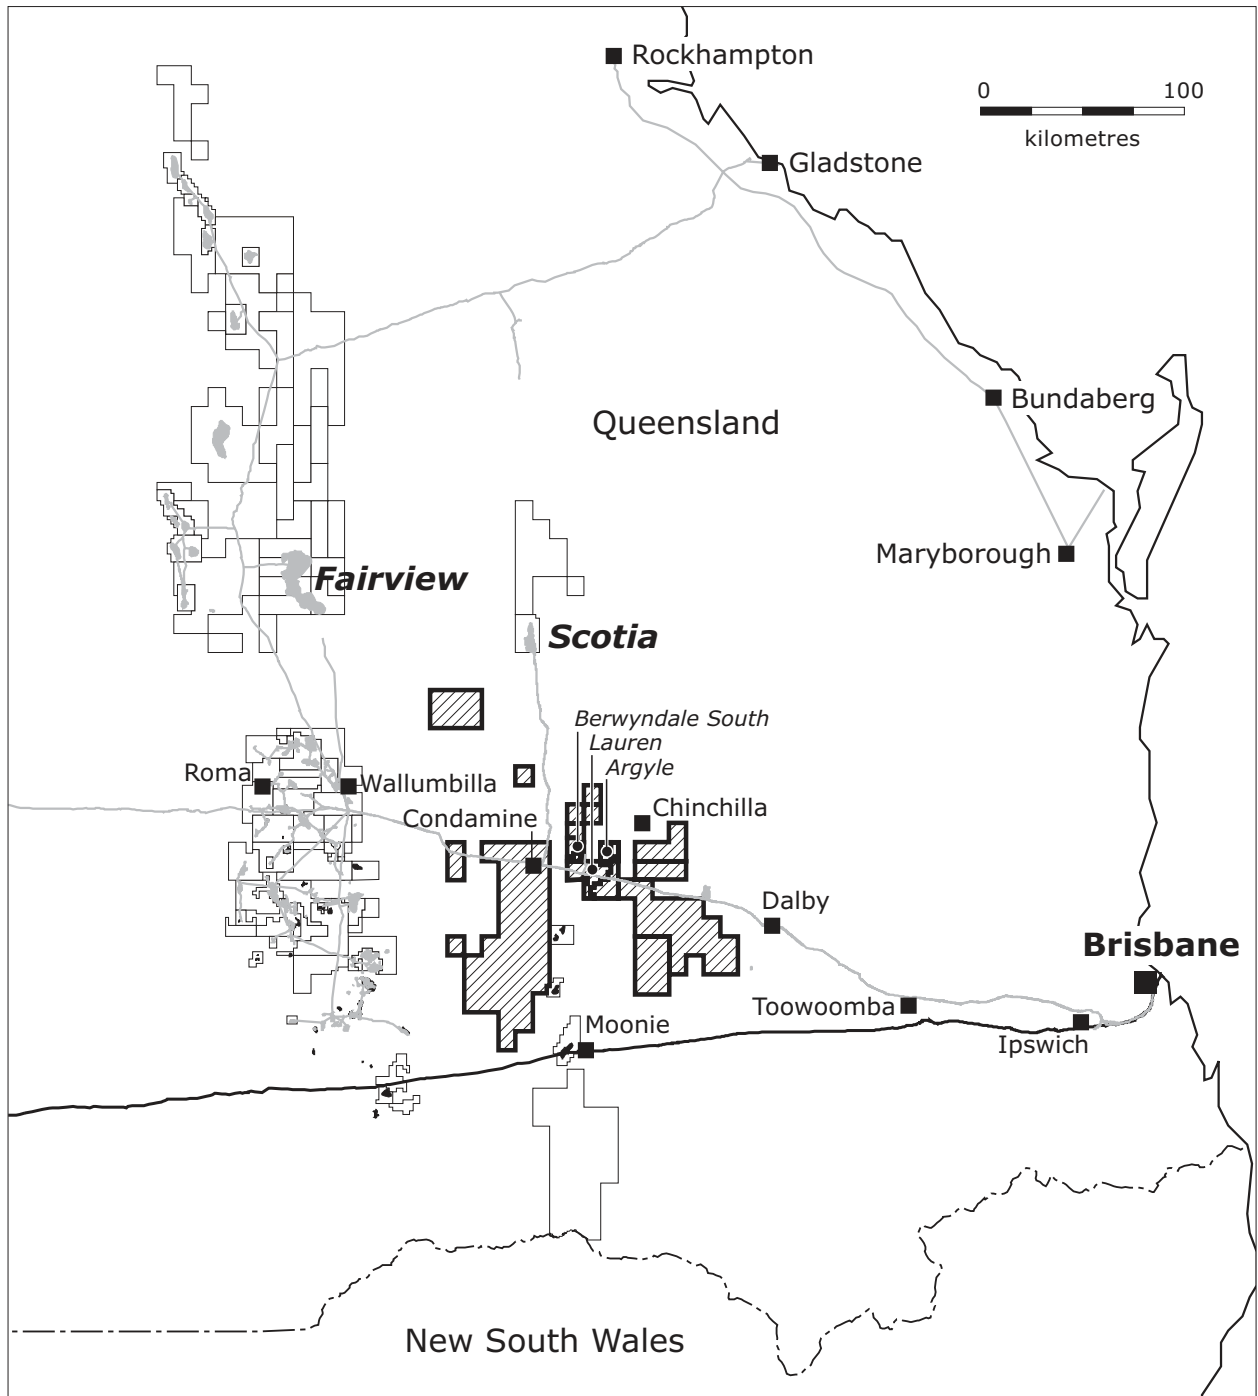 Rockhampton
0 100
kilometres
Gladstone
Queensland
Bundaberg
Maryborough
Fairview
Scotia
Berwyndale South
Lauren
Argyle
Roma
Wallumbilla
Condamine
Chinchilla
Dalby
Brisbane
Toowoomba
Moonie
Ipswich
New South Wales